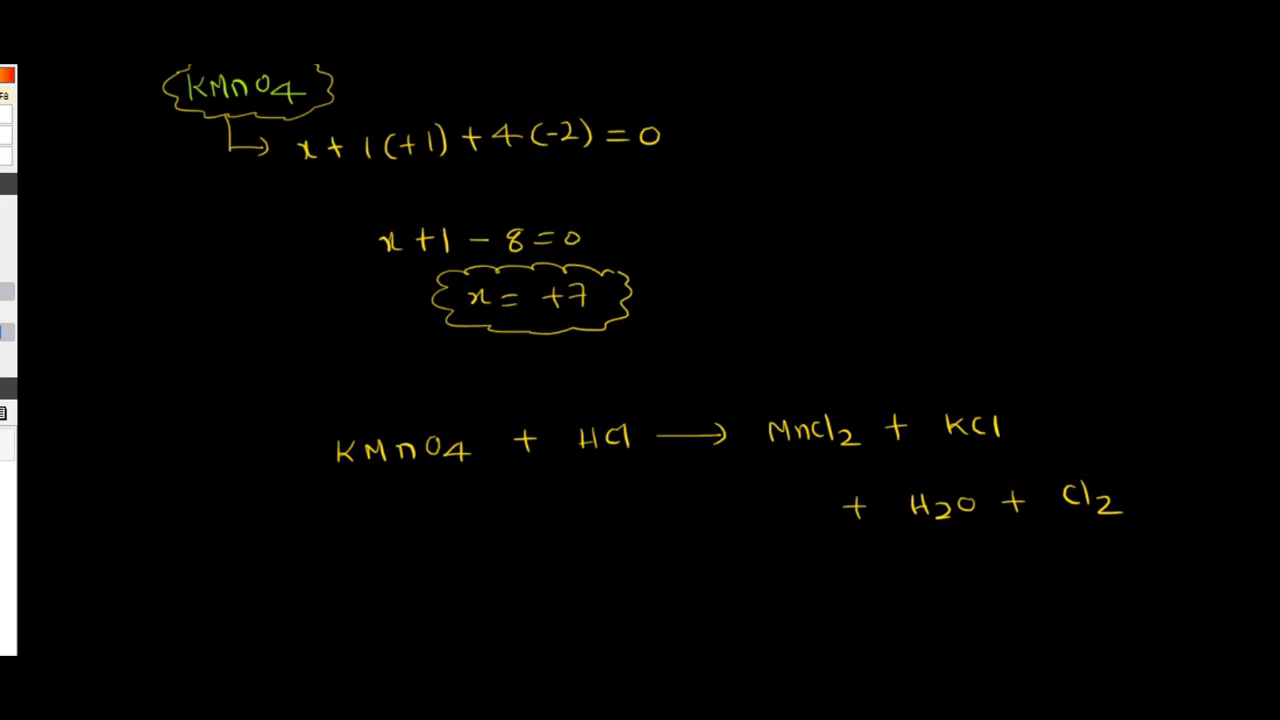 KMnO4
x + 1(+1) + 4(-2) = 0
x + 1 - 8 = 0
x = +7
KMnO4 + HCl → MnCl2 + KCl
+ H2O + Cl2